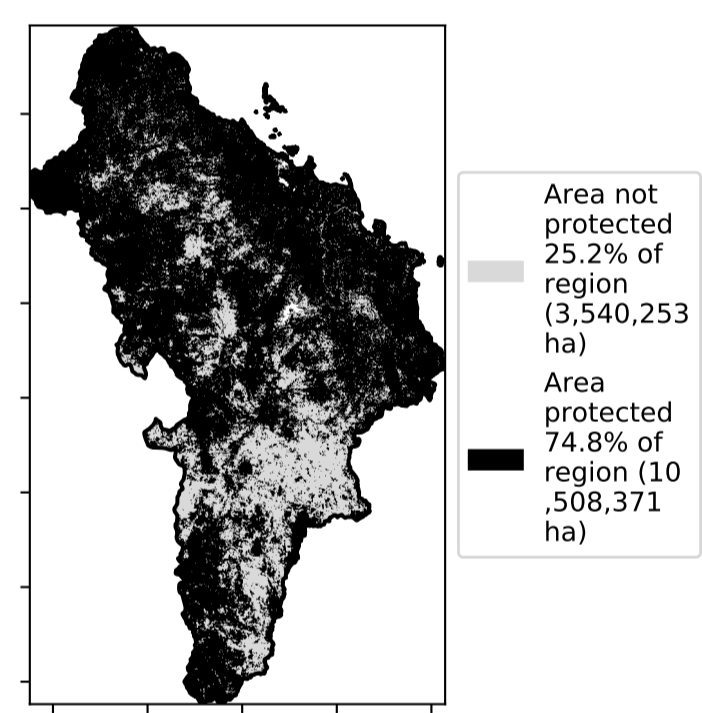 Area not
protected
25.2% of
region
(3,540,253
ha)
Area
protected
74.8% of
region (10
,508,371
ha)